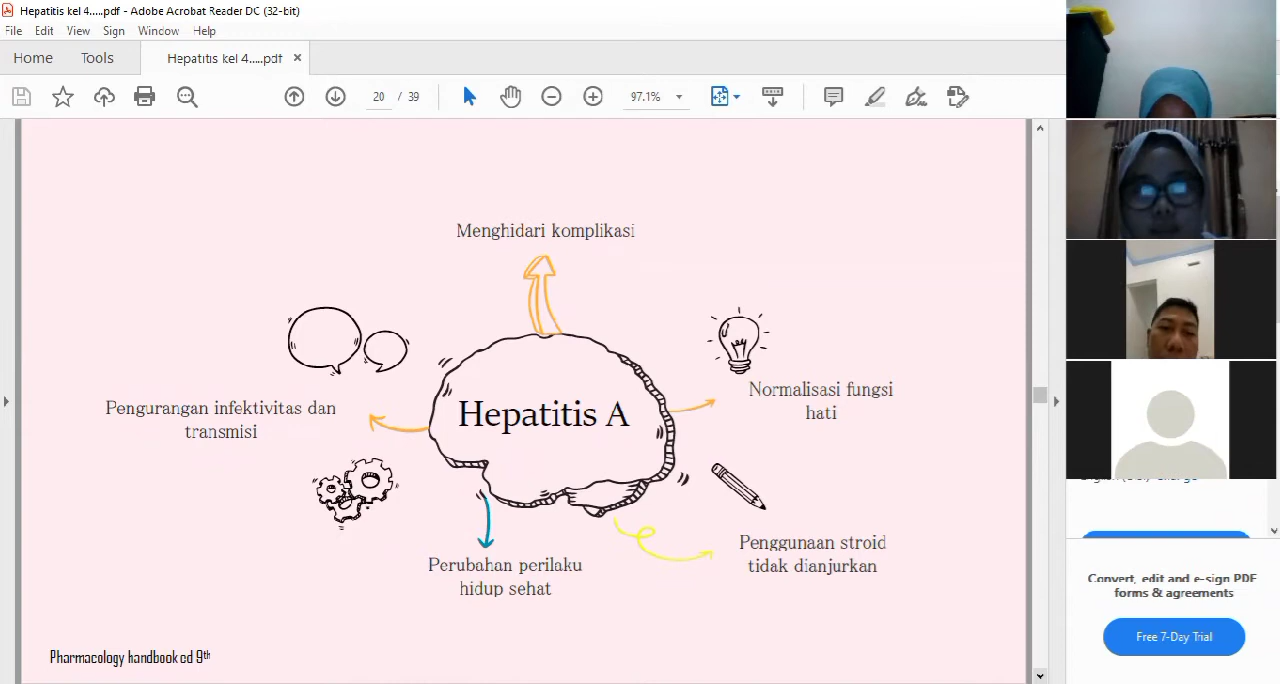 Hepatitis kel 4.....pdf - Adobe Acrobat Reader DC (32-bit)
File Edit View Sign Window Help
Home Tools Hepatitis kel 4.....pdf ×
20 / 39 97.1%
Menghidari komplikasi
Normalisasi fungsi
hati
Pengurangan infektivitas dan
transmisi
Hepatitis A
Penggunaan stroid
tidak dianjurkan
Perubahan perilaku
hidup sehat
Pharmacology handbook ed 9th
Convert, edit and e-sign PDF
forms & agreements
Free 7-Day Trial